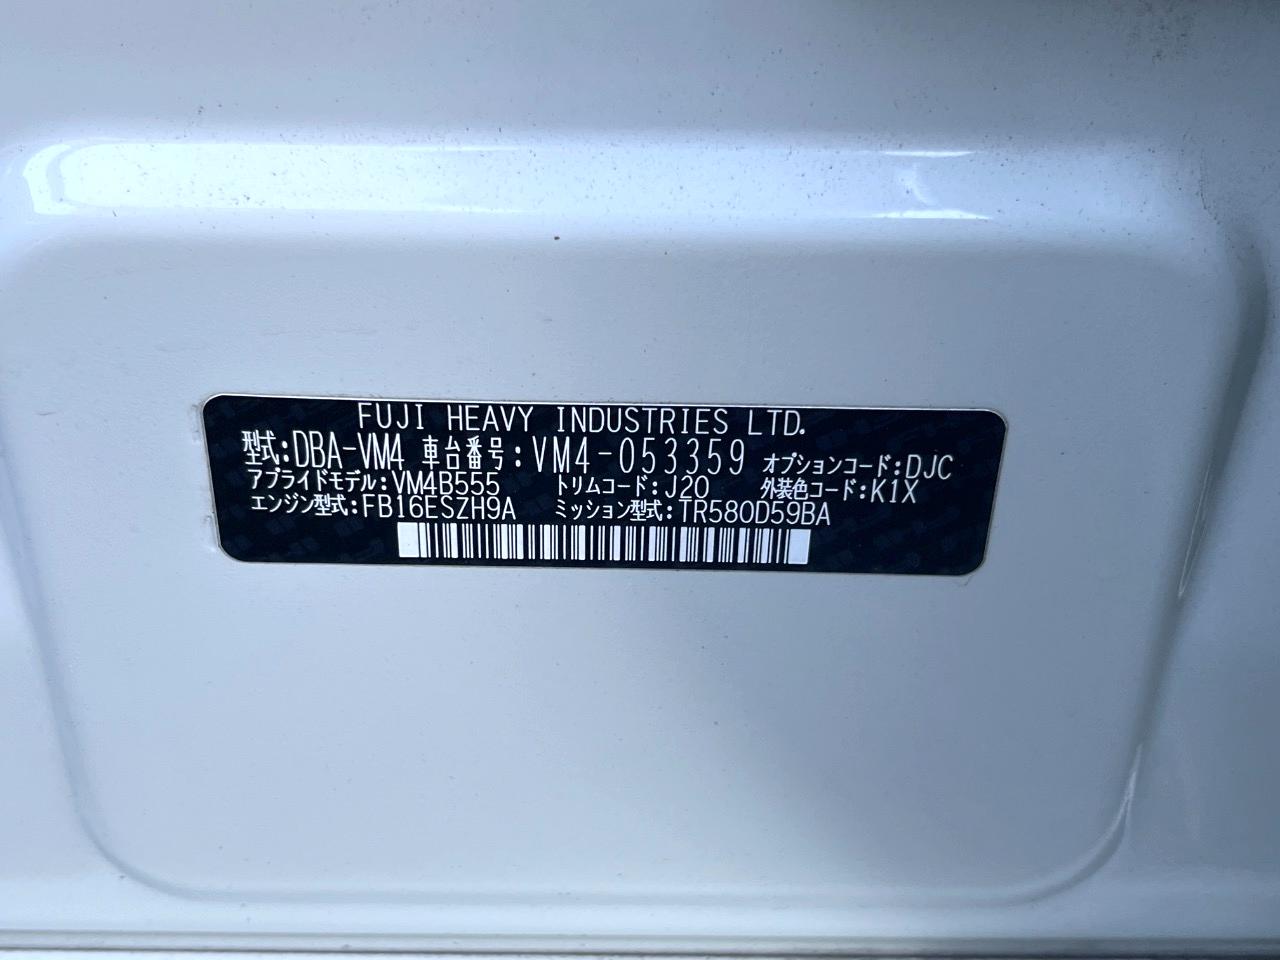 FUJI HEAVY INDUSTRIES LTD.
型式:DBA-VM4 車台番号:VM4-053359 オプションコード:DJC
アプライドモデル:VM4B555 トリムコード:J20 外装色コード:K1X
エンジン型式:FB16ESZH9A ミッション型式:TR580D59BA